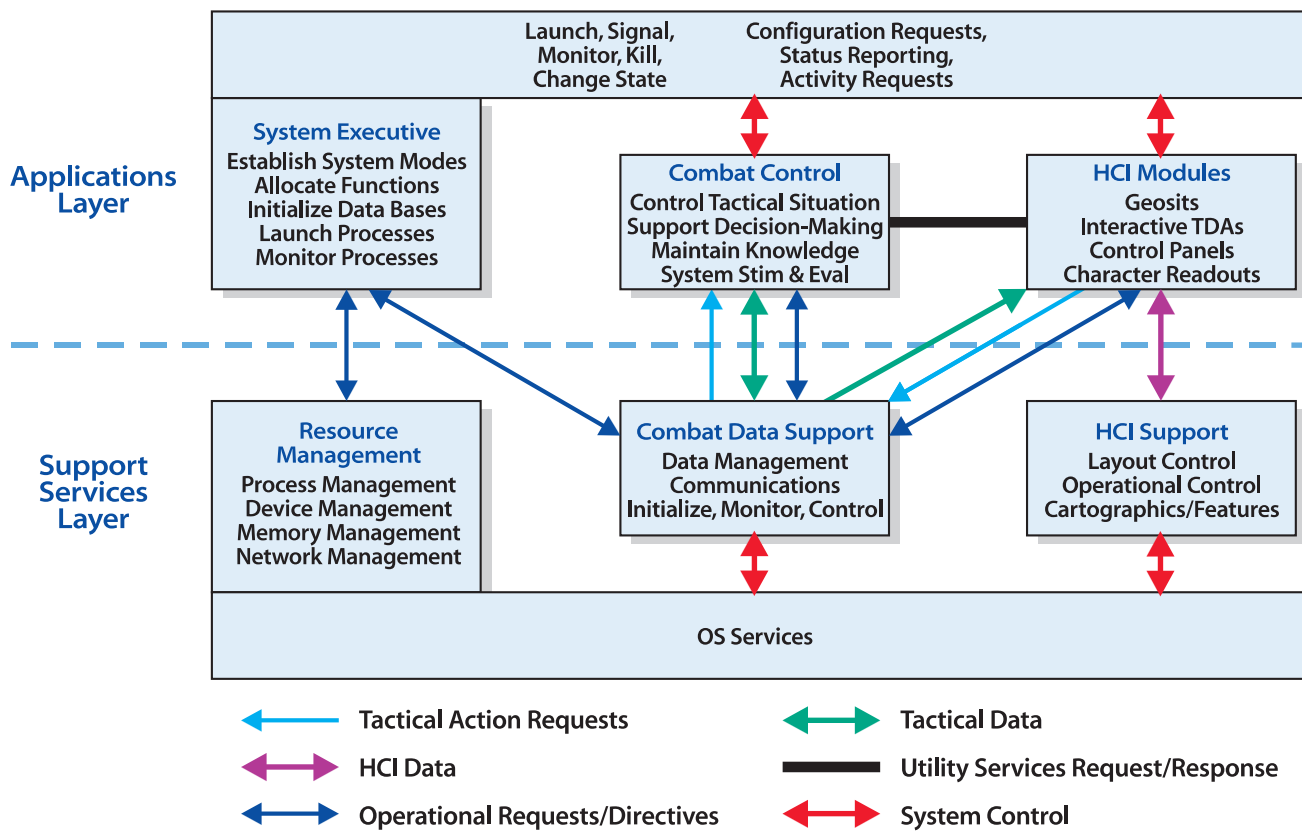 Launch, Signal,
Monitor, Kill,
Change State
Configuration Requests,
Status Reporting,
Activity Requests
Applications
Layer
System Executive
Establish System Modes
Allocate Functions
Initialize Data Bases
Launch Processes
Monitor Processes
Combat Control
Control Tactical Situation
Support Decision-Making
Maintain Knowledge
System Stim & Eval
HCI Modules
Geosits
Interactive TDAs
Control Panels
Character Readouts
Support
Services
Layer
Resource
Management
Process Management
Device Management
Memory Management
Network Management
Combat Data Support
Data Management
Communications
Initialize, Monitor, Control
HCI Support
Layout Control
Operational Control
Cartographics/Features
OS Services
Tactical Action Requests
HCI Data
Operational Requests/Directives
Tactical Data
Utility Services Request/Response
System Control